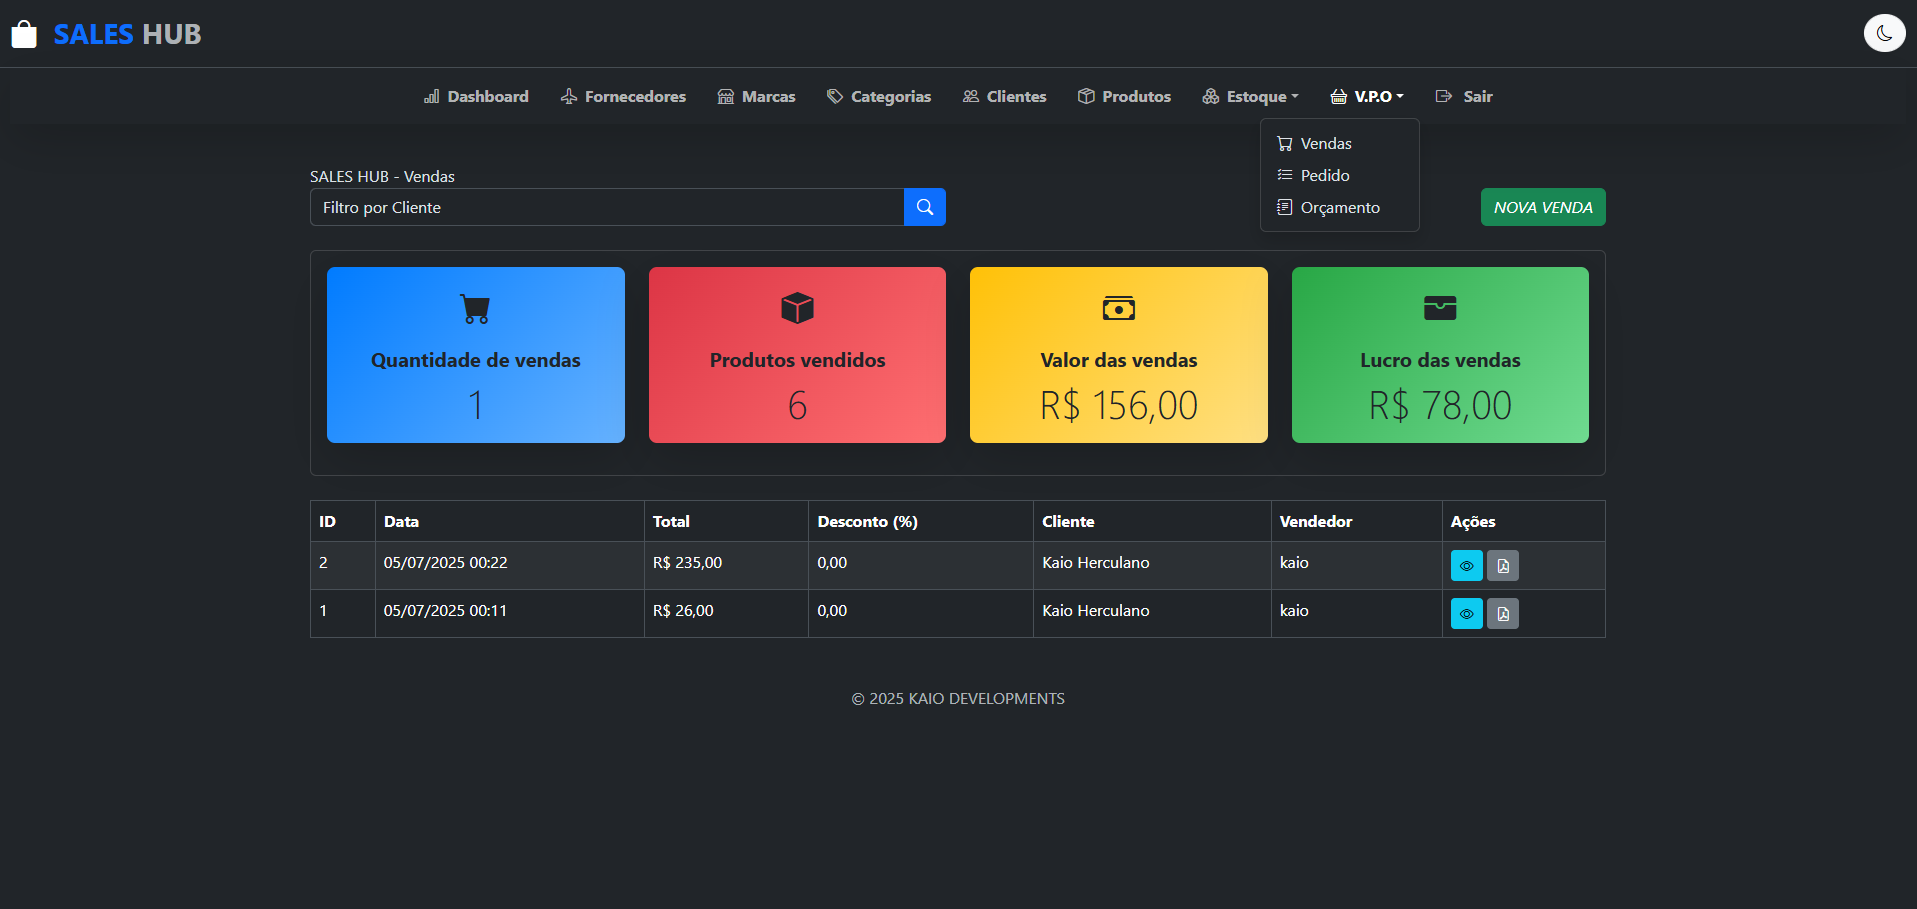 SALES HUB
Dashboard Fornecedores Marcas Categorias Clientes Produtos Estoque V.P.O Sair
Vendas
Pedido
Orçamento
SALES HUB - Vendas
Filtro por Cliente
NOVA VENDA
Quantidade de vendas
1
Produtos vendidos
6
Valor das vendas
R$ 156,00
Lucro das vendas
R$ 78,00
ID Data Total Desconto (%) Cliente Vendedor Ações
2 05/07/2025 00:22 R$ 235,00 0,00 Kaio Herculano kaio
1 05/07/2025 00:11 R$ 26,00 0,00 Kaio Herculano kaio
© 2025 KAIO DEVELOPMENTS